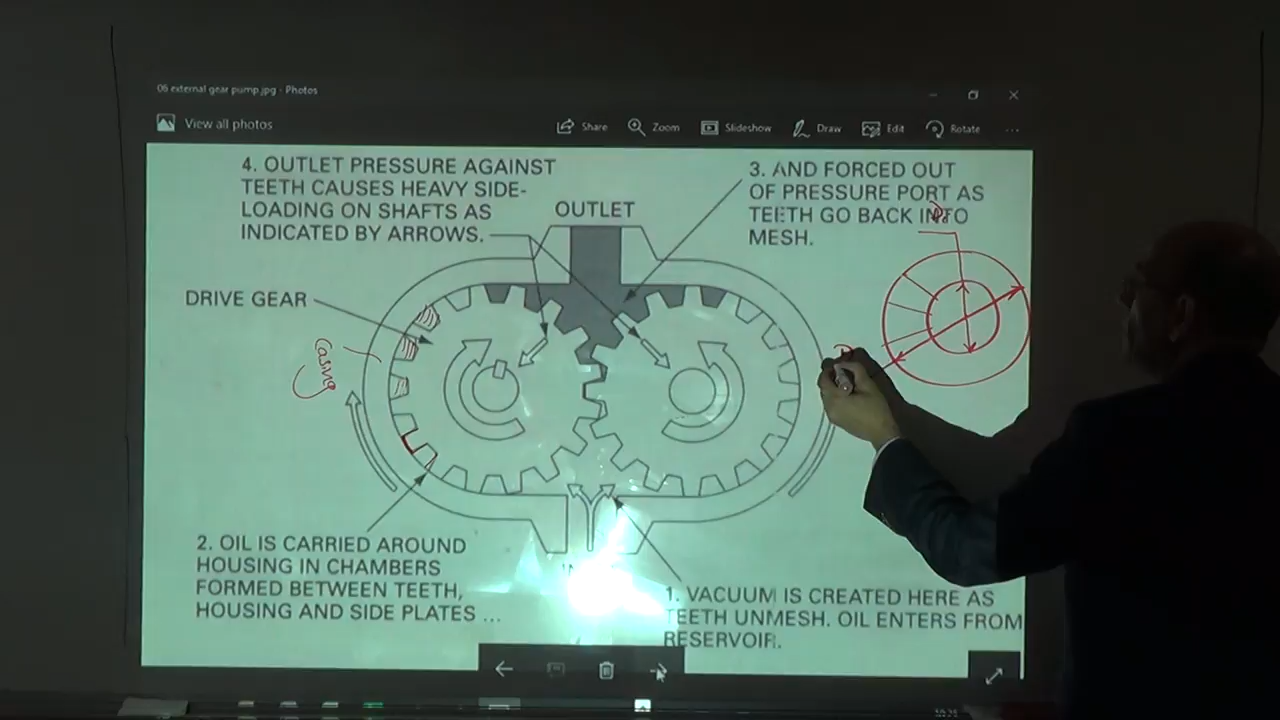 06 external gear pump.jpg - Photos
View all photos
Share
Zoom
Slideshow
Draw
Edit
Rotate
4. OUTLET PRESSURE AGAINST
TEETH CAUSES HEAVY SIDE-
LOADING ON SHAFTS AS
INDICATED BY ARROWS.
OUTLET
3. AND FORCED OUT
OF PRESSURE PORT AS
TEETH GO BACK INTO
MESH.
DRIVE GEAR
Casing
2. OIL IS CARRIED AROUND
HOUSING IN CHAMBERS
FORMED BETWEEN TEETH,
HOUSING AND SIDE PLATES ...
1. VACUUM IS CREATED HERE AS
TEETH UNMESH. OIL ENTERS FROM
RESERVOIR.